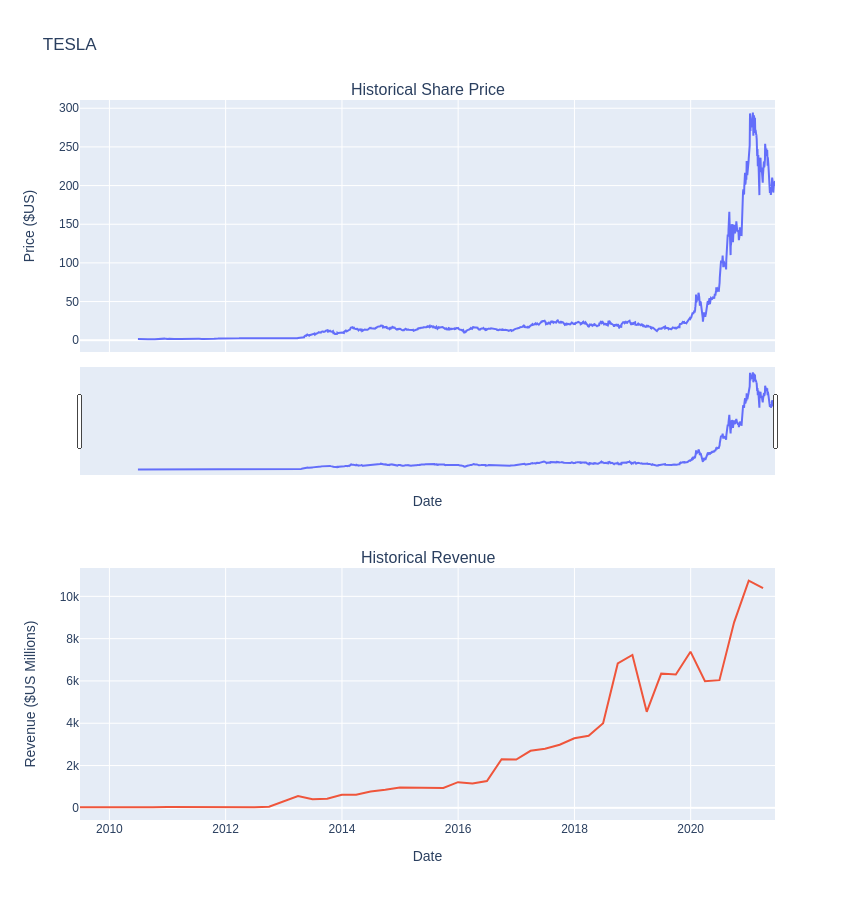 TESLA
Historical Share Price
300
250
200
150
100
50
0
Price ($US)
Date
Historical Revenue
10k
8k
6k
4k
2k
0
Revenue ($US Millions)
2010 2012 2014 2016 2018 2020
Date